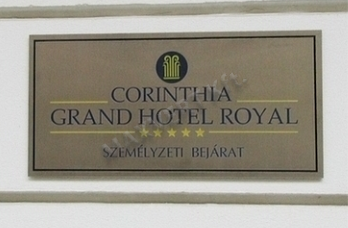 CORINTHIA
GRAND HOTEL ROYAL
SZEMÉLYZETI BEJÁRAT